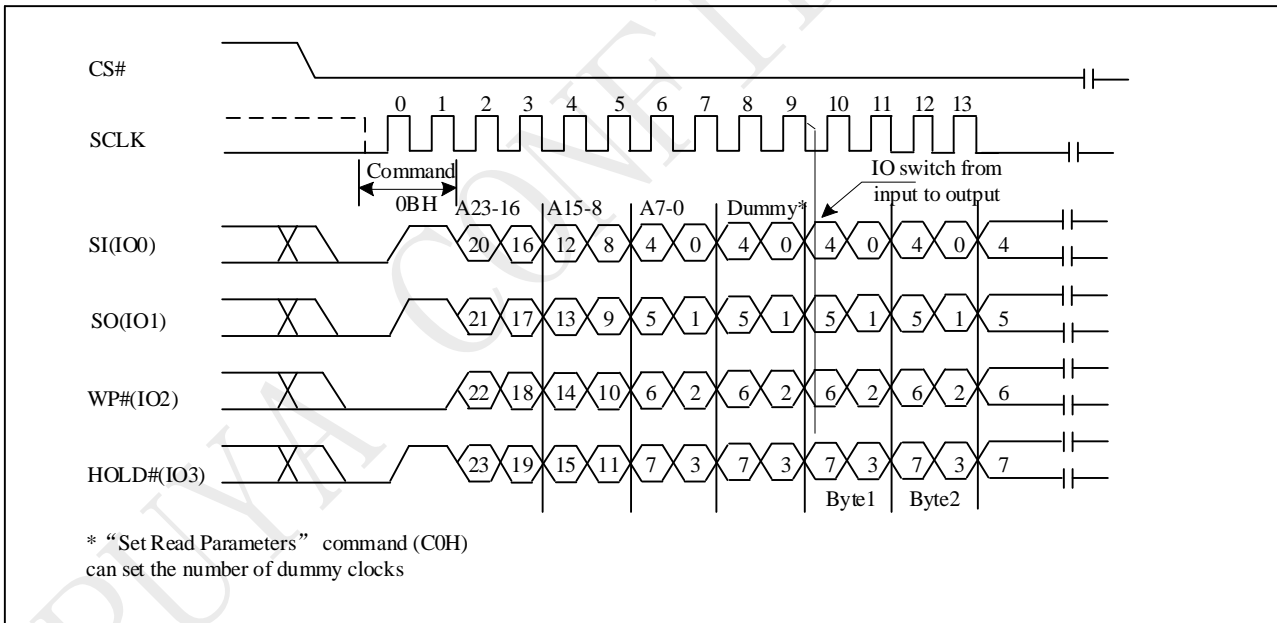 CS#
0 1 2 3 4 5 6 7 8 9 10 11 12 13
SCLK
Command
0BH
IO switch from
input to output
A23-16 A15-8 A7-0 Dummy*
SI(IO0) 20 16 12 8 4 0 4 0 4 0 4 0 4
SO(IO1) 21 17 13 9 5 1 5 1 5 1 5 1 5
WP#(IO2) 22 18 14 10 6 2 6 2 6 2 6 2 6
HOLD#(IO3) 23 19 15 11 7 3 7 3 7 3 7 3 7
Byte1 Byte2
* “Set Read Parameters” command (C0H)
can set the number of dummy clocks
PUYA CONFI